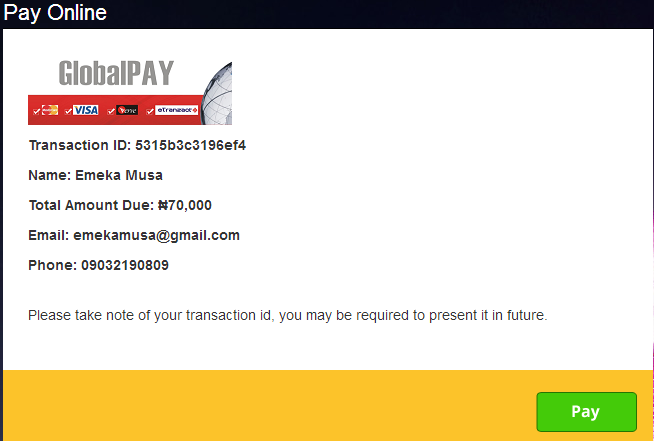 Pay Online
GlobalPAY
VISA
Verve
eTranzact
Transaction ID: 5315b3c3196ef4
Name: Emeka Musa
Total Amount Due: ₦70,000
Email: emekamusa@gmail.com
Phone: 09032190809
Please take note of your transaction id, you may be required to present it in future.
Pay